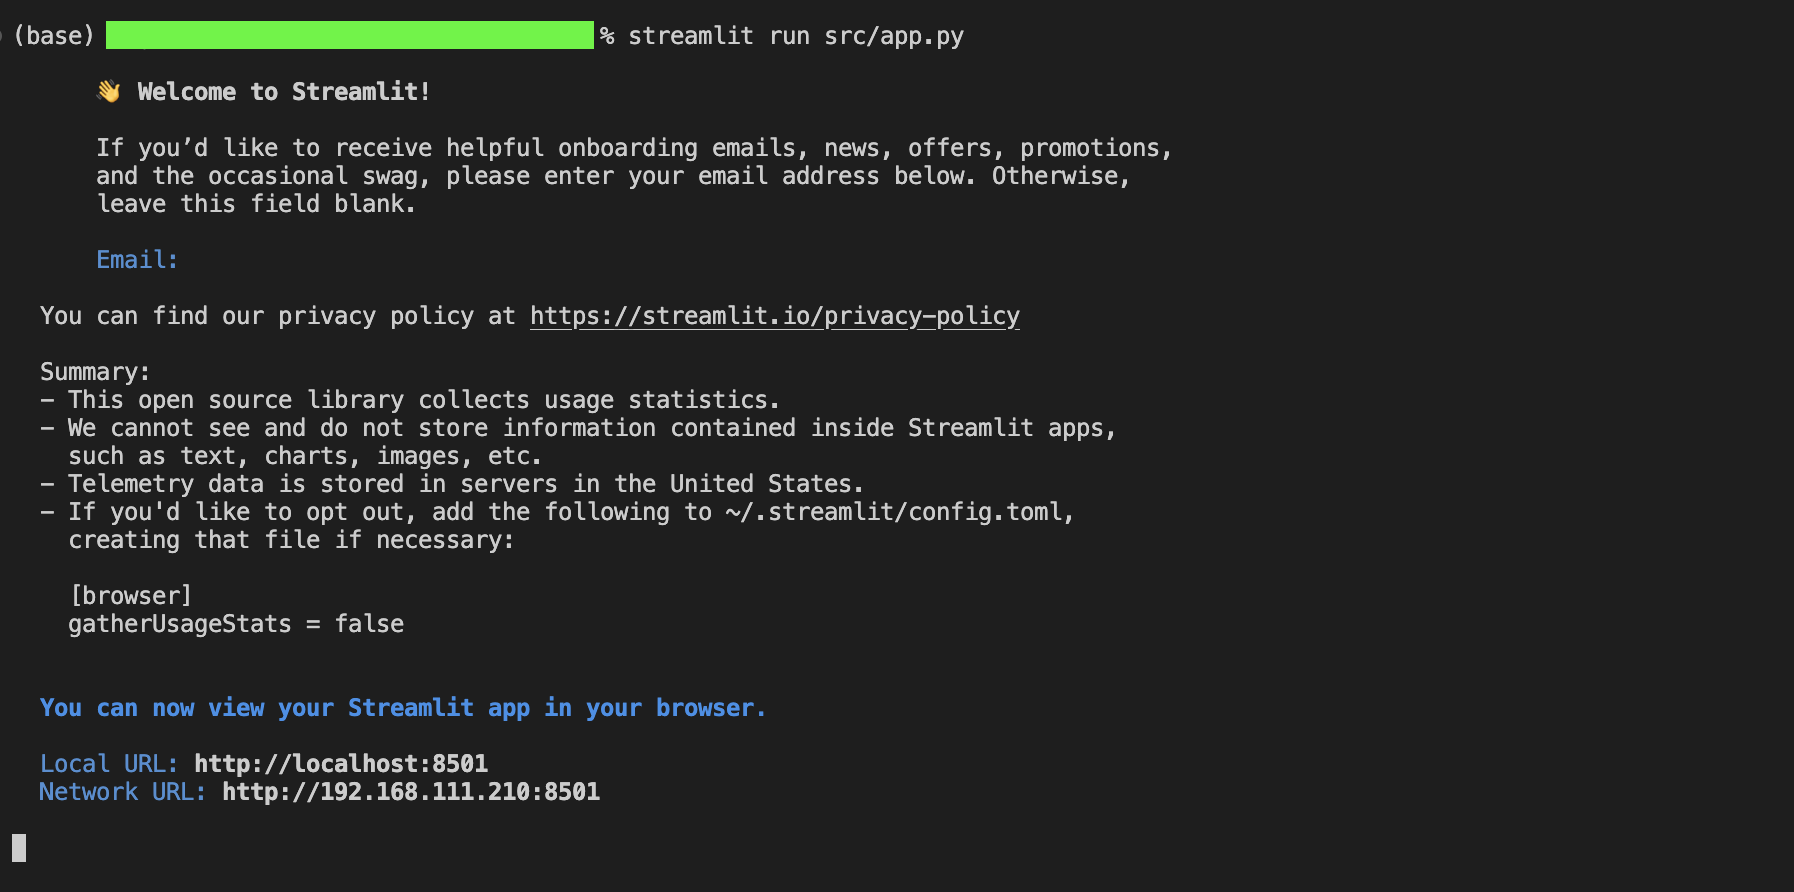 (base) % streamlit run src/app.py
👋 Welcome to Streamlit!
If you’d like to receive helpful onboarding emails, news, offers, promotions,
and the occasional swag, please enter your email address below. Otherwise,
leave this field blank.
Email:
You can find our privacy policy at https://streamlit.io/privacy-policy
Summary:
- This open source library collects usage statistics.
- We cannot see and do not store information contained inside Streamlit apps,
such as text, charts, images, etc.
- Telemetry data is stored in servers in the United States.
- If you'd like to opt out, add the following to ~/.streamlit/config.toml,
creating that file if necessary:
[browser]
gatherUsageStats = false
You can now view your Streamlit app in your browser.
Local URL: http://localhost:8501
Network URL: http://192.168.111.210:8501